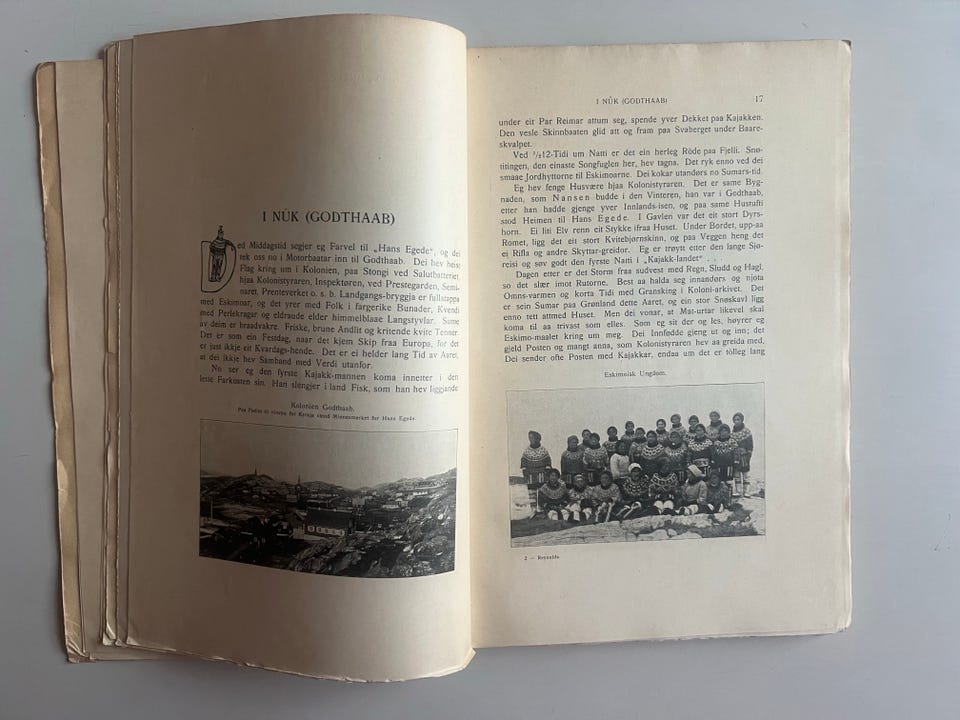 I NÛK (GODTHAAB)
Ved Middagstid segjer eg Farvel til „Hans Egede“, og dei
tek oss no i Motorbaatar inn til Godthaab. Dei hev heist
Flag kring um i Kolonien, paa Stongi ved Salutbatteriet,
hjaa Kolonistyraren, Inspektøren, ved Prestegarden, Semi-
naret, Prenteverket o. s. b. Landgangs-bryggja er fullstappa
med Eskimoar, og det yrer med Folk i fargerike Bunader, Kvendi
med Perlekragar og eldraude elder himmelblaae Langstyvlar. Sume
av deim er braadvakre. Friske, brune Andlit og kritende kvite Tenner.
Det er som ein Festdag, naar det kjem Skip fraa Europa, for det
er just ikkje eit Kvardags-hende. Det er ei helder lang Tid av Aaret,
at dei ikkje hev Samband med Verdi utanfor.
No ser eg den fyrste Kajakk-mannen koma innetter i den
lette Farkosten sin. Han slengjer i land Fisk, som han hev liggjande
Kolonien Godthaab.
Paa Fjellet til vinstre for Kyrkja stend Minnesmerket for Hans Egede.
I NÛK (GODTHAAB) 17
under eit Par Reimar attum seg, spende yver Dekket paa Kajakken.
Den vesle Skinnbaaten glid att og fram paa Svaberget under Baare-
skvalpet.
Ved ½12-Tidi um Natti er det ein herleg Röde paa Fjelli. Snø-
titingen, den einaste Songfuglen her, hev tagna. Det ryk enno ved dei
smaae Jordhyttorne til Eskimoarne. Dei kokar utandørs no Sumars-tid.
Eg hev fenge Husvære hjaa Kolonistyraren. Det er same Byg-
naden, som Nansen budde i den Vinteren, han var i Godthaab,
etter han hadde gjenge yver Innlands-isen, og paa same Hustufti
stod Heimen til Hans Egede. I Gavlen var det eit stort Dyrs-
horn. Ei liti Elv renn eit Stykke ifraa Huset. Under Bordet, upp-aa
Romet, ligg det eit stort Kvitebjørnskinn, og paa Veggen heng det
ei Rifla og andre Skyttar-greidor. Eg er trøytt etter den lange Sjø-
reisi og søv godt den fyrste Natti i „Kajakk-landet“ . . .
Dagen etter er det Storm fraa sudvest med Regn, Sludd og Hagl,
so det slær imot Rutorne. Best aa halda seg innandørs og njota
Omns-varmen og korta Tidi med Gransking i Koloni-arkivet. Det
er sein Sumar paa Grønland dette Aaret, og ein stor Snøskavl ligg
enno tett attmed Huset. Men dei vonar, at Mat-urtar likevel skal
koma til aa trivast som elles. Som eg sit der og les, høyrer eg
Eskimo-maalet kring um meg. Dei Innfødde gjeng ut og inn; det
gjeld Posten og mangt anna, som Kolonistyraren hev aa greida med.
Dei sender ofte Posten med Kajakkar, endaa um det er tølleg lang
Eskimoisk Ungdom.
2 —